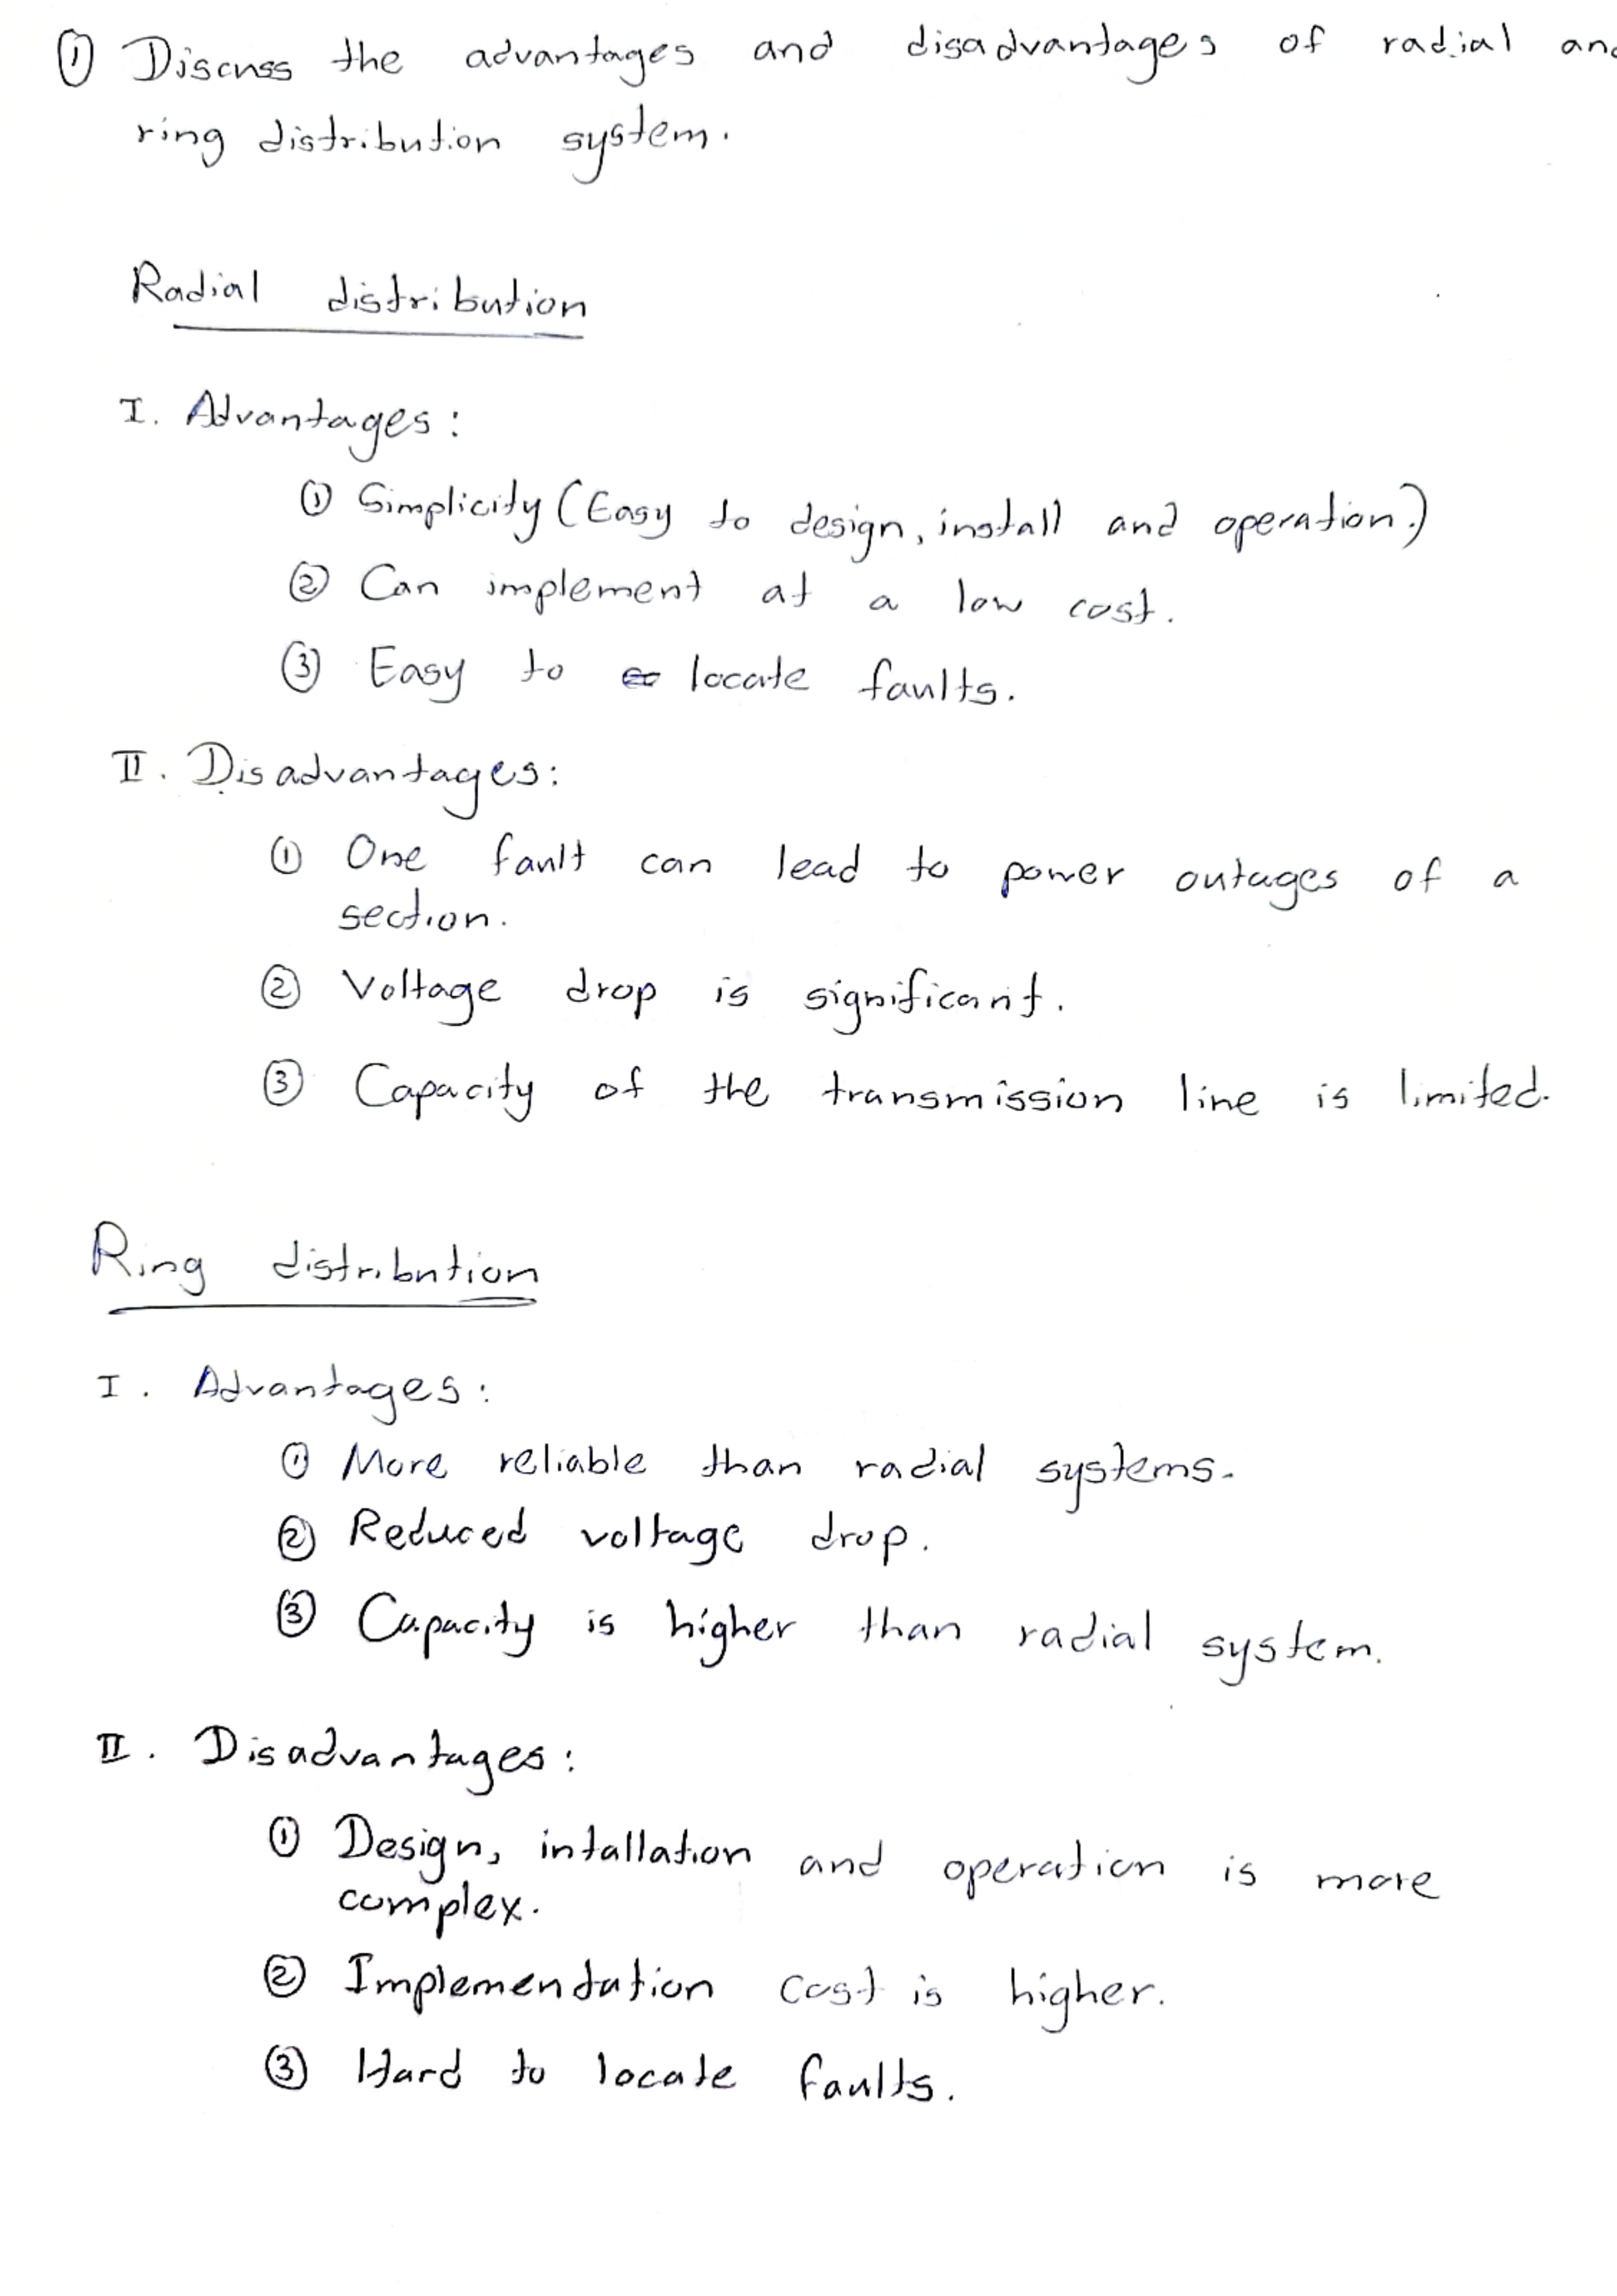 ① Discuss the advantages and disadvantages of radial and
ring distribution system.
Radial distribution
I. Advantages:
① Simplicity (Easy to design, install and operation.)
② Can implement at a low cost.
③ Easy to locate faults.
II. Disadvantages:
① One fault can lead to power outages of a
section.
② Voltage drop is significant.
③ Capacity of the transmission line is limited.
Ring distribution
I. Advantages:
① More reliable than radial systems.
② Reduced voltage drop.
③ Capacity is higher than radial system.
II. Disadvantages:
① Design, intallation and operation is more
complex.
② Implementation cost is higher.
③ Hard to locate faults.